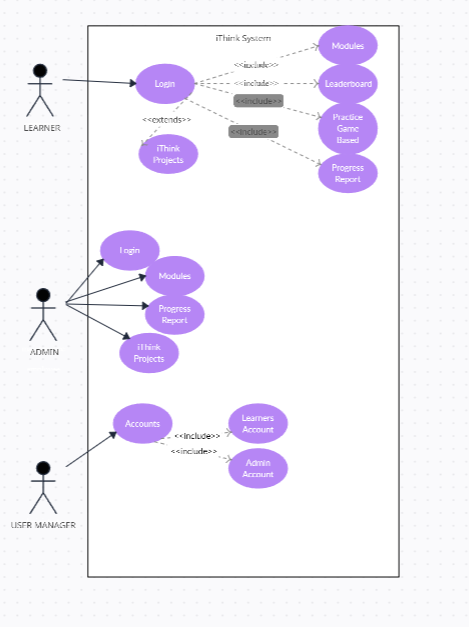 iThink System
Modules
<<include>>
Login
<<include>>
Leaderboard
<<include>>
Practice
Game
Based
<<extends>>
LEARNER
<<include>>
iThink
Projects
Progress
Report
Login
Modules
Progress
Report
iThink
Projects
ADMIN
Accounts
Learners
Account
<<include>>
<<include>>
Admin
Account
USER MANAGER